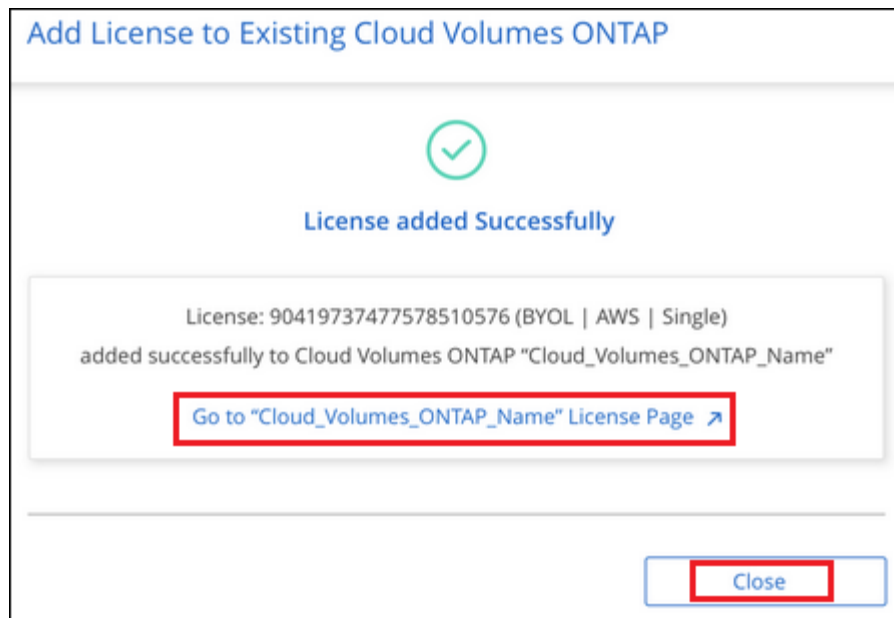 Add License to Existing Cloud Volumes ONTAP
License added Successfully
License: 90419737477578510576 (BYOL | AWS | Single)
added successfully to Cloud Volumes ONTAP “Cloud_Volumes_ONTAP_Name”
Go to “Cloud_Volumes_ONTAP_Name” License Page
Close